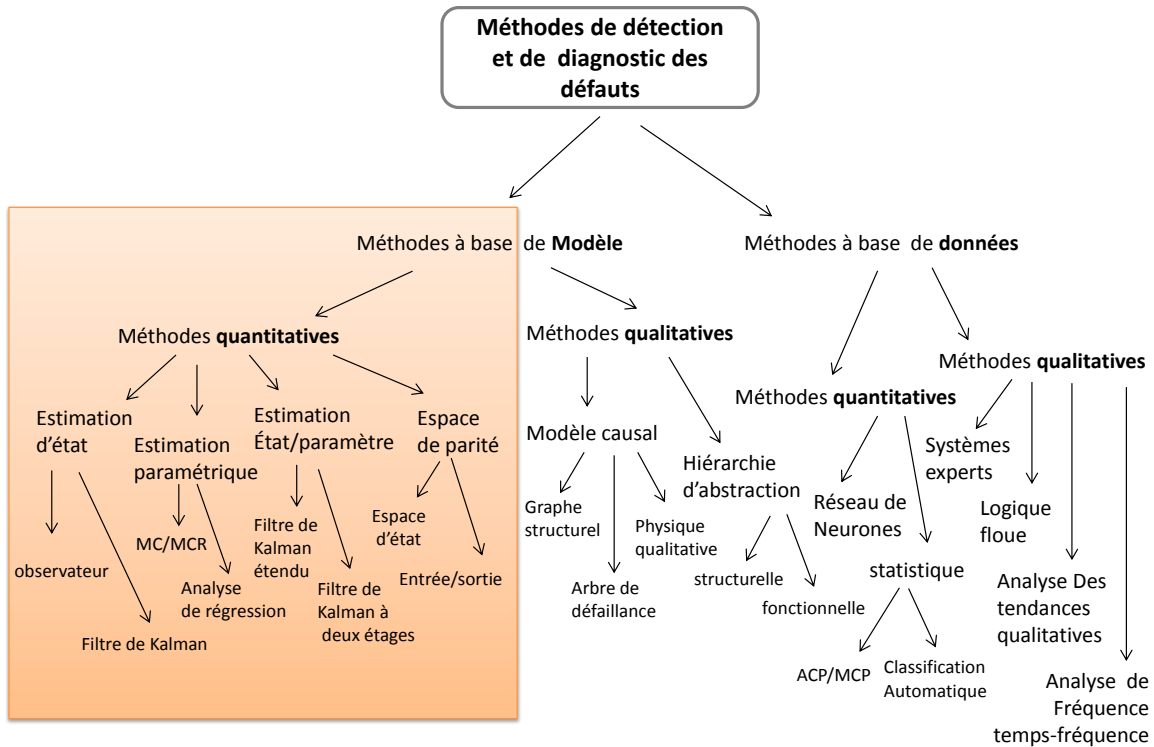 Méthodes de détection
et de diagnostic des
défauts
Méthodes à base de Modèle
Méthodes à base de données
Méthodes quantitatives
Méthodes qualitatives
Méthodes qualitatives
Méthodes quantitatives
Estimation
d'état
Estimation
paramétrique
Estimation
État/paramètre
Espace
de parité
Modèle causal
Hiérarchie
d'abstraction
Réseau de
Neurones
Systèmes
experts
Logique
floue
observateur
MC/MCR
Filtre de
Kalman
étendu
Espace
d'état
Entrée/sortie
Analyse
de régression
Filtre de
Kalman à
deux étages
Filtre de Kalman
Graphe
structurel
Physique
qualitative
Arbre de
défaillance
structurelle
fonctionnelle
statistique
Analyse Des
tendances
qualitatives
ACP/MCP
Classification
Automatique
Analyse de
Fréquence
temps-fréquence